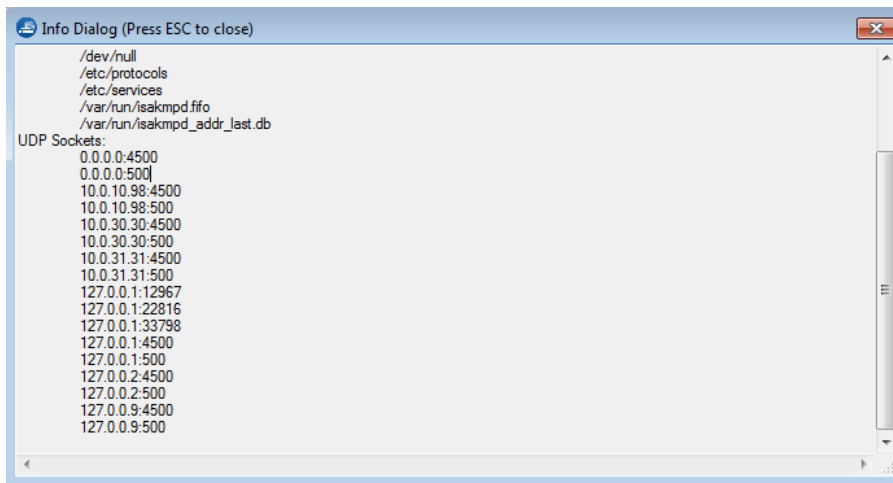 Info Dialog (Press ESC to close)
/dev/null
/etc/protocols
/etc/services
/var/run/isakmpd.fifo
/var/run/isakmpd_addr_last.db
UDP Sockets:
0.0.0.0:4500
0.0.0.0:500
10.0.10.98:4500
10.0.10.98:500
10.0.30.30:4500
10.0.30.30:500
10.0.31.31:4500
10.0.31.31:500
127.0.0.1:12967
127.0.0.1:22816
127.0.0.1:33798
127.0.0.1:4500
127.0.0.1:500
127.0.0.2:4500
127.0.0.2:500
127.0.0.9:4500
127.0.0.9:500